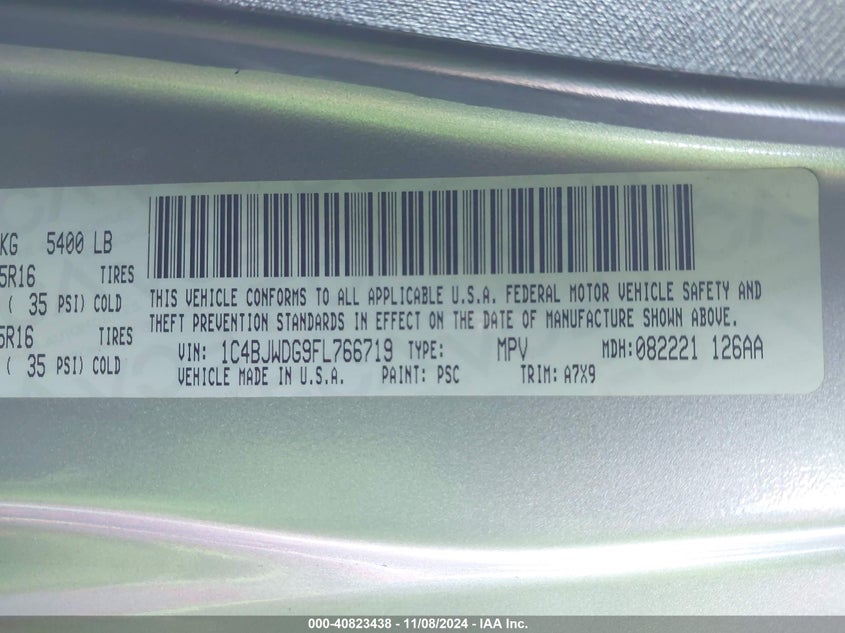 KG 5400 LB
5R16 TIRES
( 35 PSI) COLD
5R16 TIRES
( 35 PSI) COLD
THIS VEHICLE CONFORMS TO ALL APPLICABLE U.S.A. FEDERAL MOTOR VEHICLE SAFETY AND
THEFT PREVENTION STANDARDS IN EFFECT ON THE DATE OF MANUFACTURE SHOWN ABOVE.
VIN: 1C4BJWDG9FL766719 TYPE: MPV MDH:082221 126AA
VEHICLE MADE IN U.S.A. PAINT: PSC TRIM: A7X9
000-40823438 - 11/08/2024 - IAA Inc.